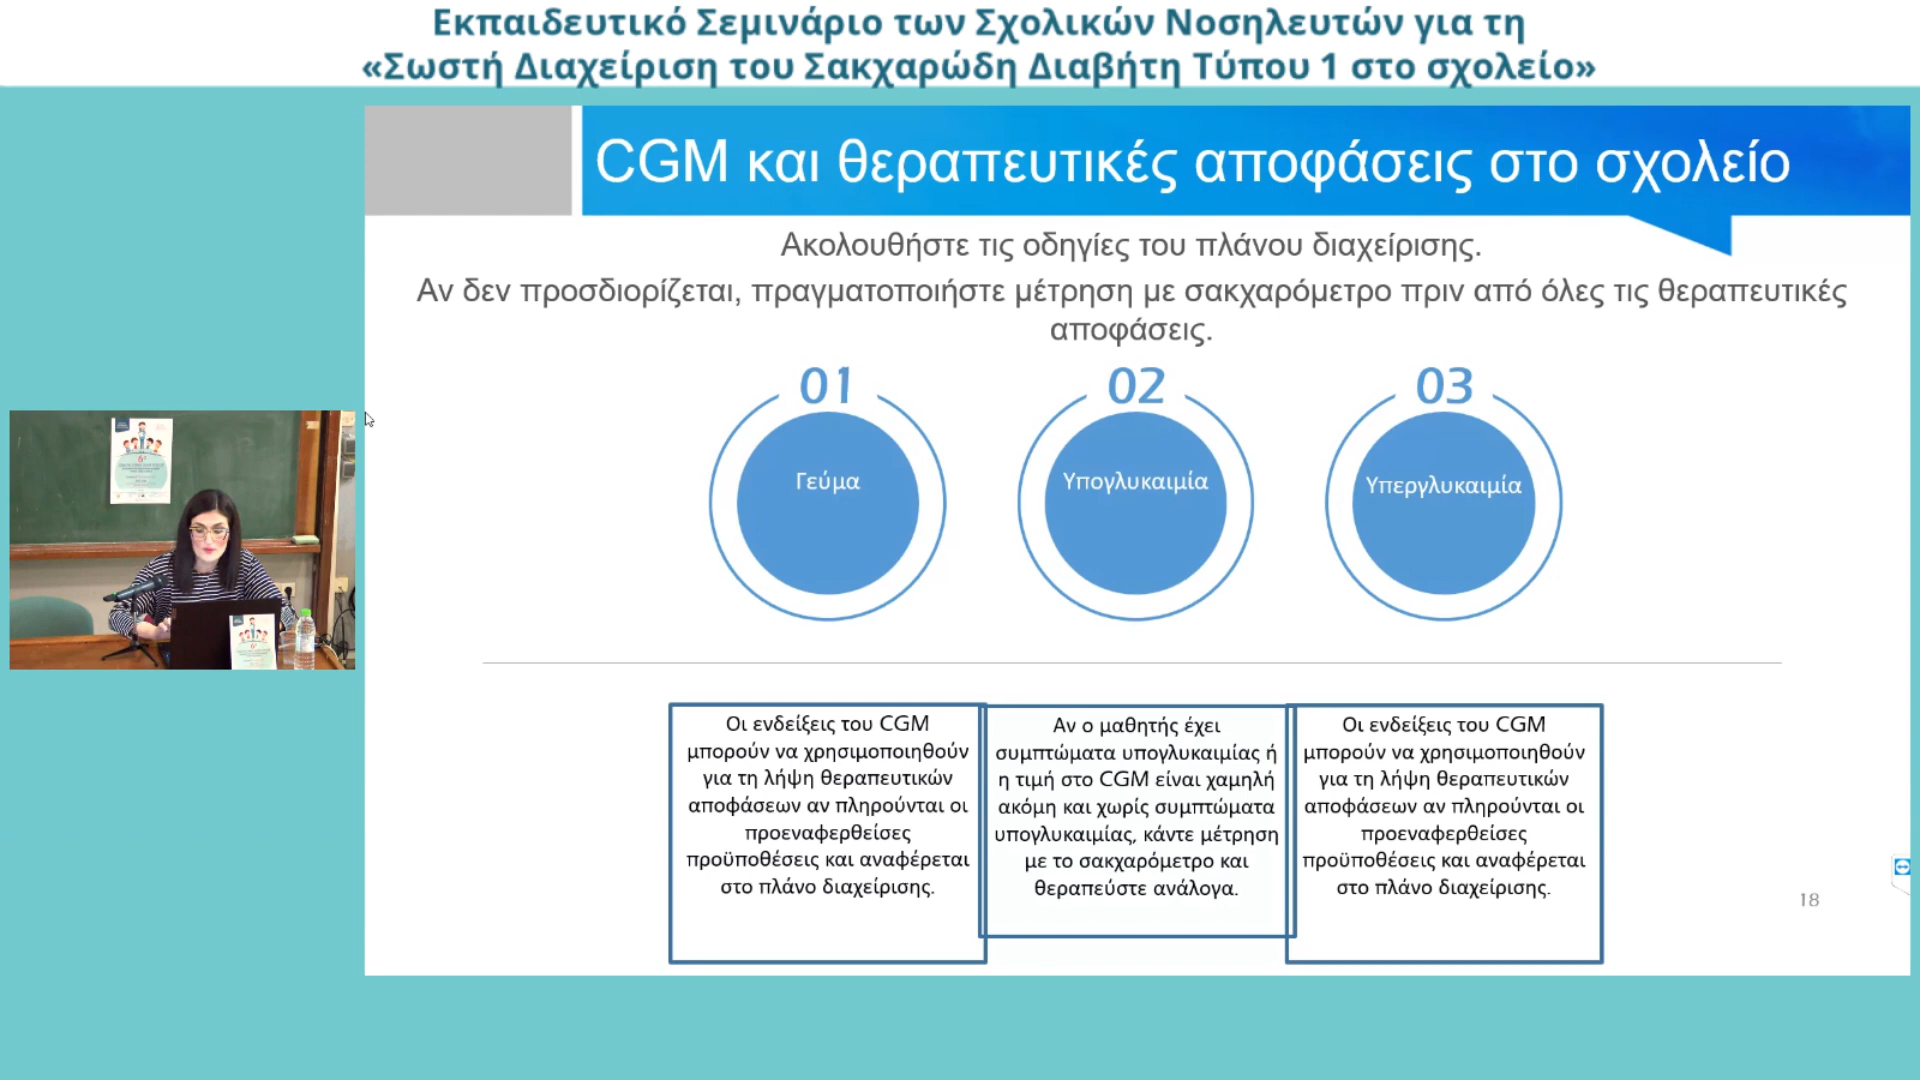 Εκπαιδευτικό Σεμινάριο των Σχολικών Νοσηλευτών για τη
«Σωστή Διαχείριση του Σακχαρώδη Διαβήτη Τύπου 1 στο σχολείο»
CGM και θεραπευτικές αποφάσεις στο σχολείο
Ακολουθήστε τις οδηγίες του πλάνου διαχείρισης.
Αν δεν προσδιορίζεται, πραγματοποιήστε μέτρηση με σακχαρόμετρο πριν από όλες τις θεραπευτικές
αποφάσεις.
01
Γεύμα
02
Υπογλυκαιμία
03
Υπεργλυκαιμία
Οι ενδείξεις του CGM
μπορούν να χρησιμοποιηθούν
για τη λήψη θεραπευτικών
αποφάσεων αν πληρούνται οι
προεναφερθείσες
προϋποθέσεις και αναφέρεται
στο πλάνο διαχείρισης.
Αν ο μαθητής έχει
συμπτώματα υπογλυκαιμίας ή
η τιμή στο CGM είναι χαμηλή
ακόμη και χωρίς συμπτώματα
υπογλυκαιμίας, κάντε μέτρηση
με το σακχαρόμετρο και
θεραπεύστε ανάλογα.
Οι ενδείξεις του CGM
μπορούν να χρησιμοποιηθούν
για τη λήψη θεραπευτικών
αποφάσεων αν πληρούνται οι
προεναφερθείσες
προϋποθέσεις και αναφέρεται
στο πλάνο διαχείρισης.
18